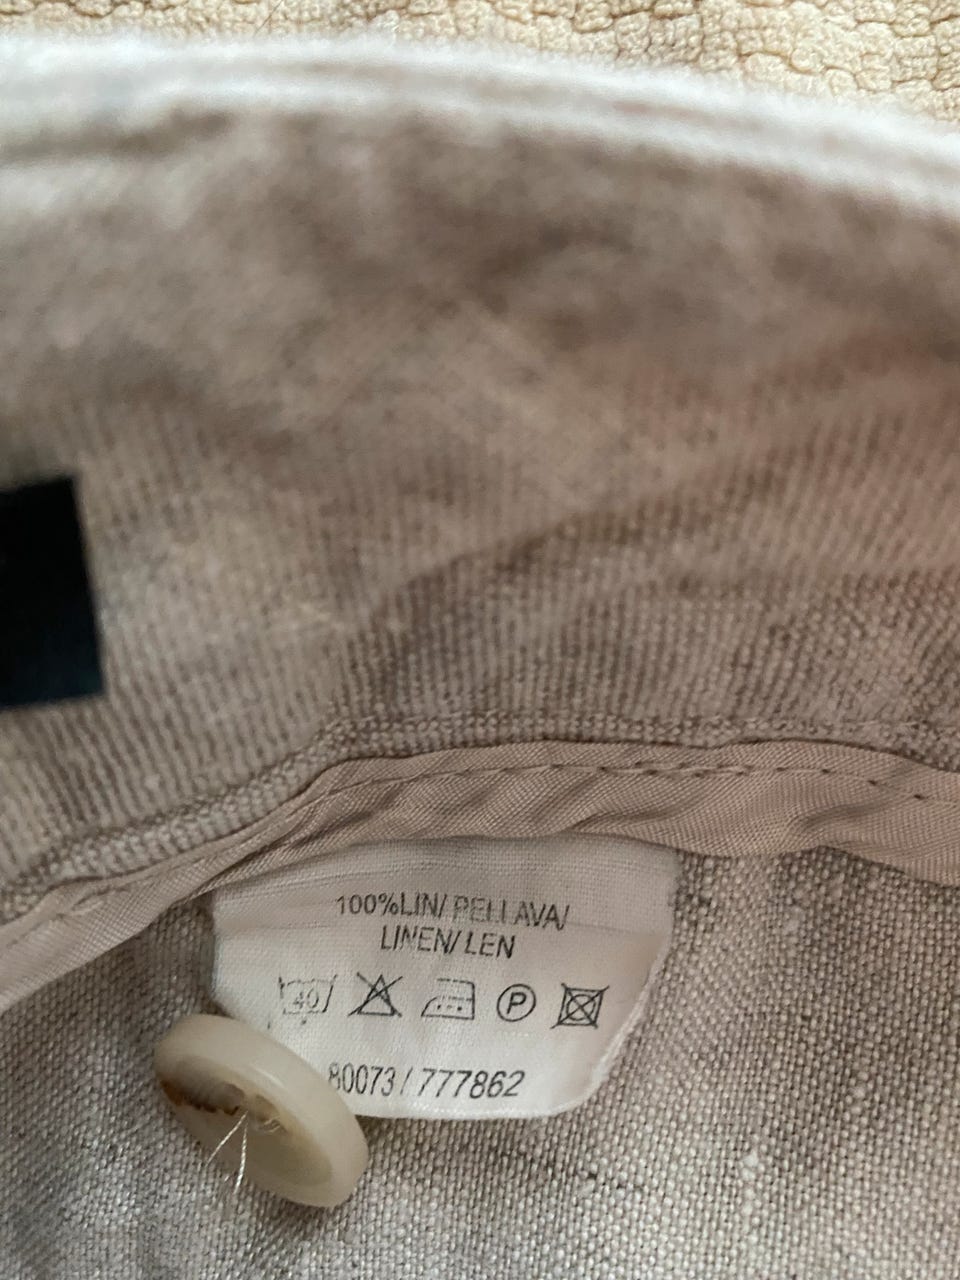 100%LIN/ PELLAVA/
LINEN/ LEN
40 P
80073 / 777862